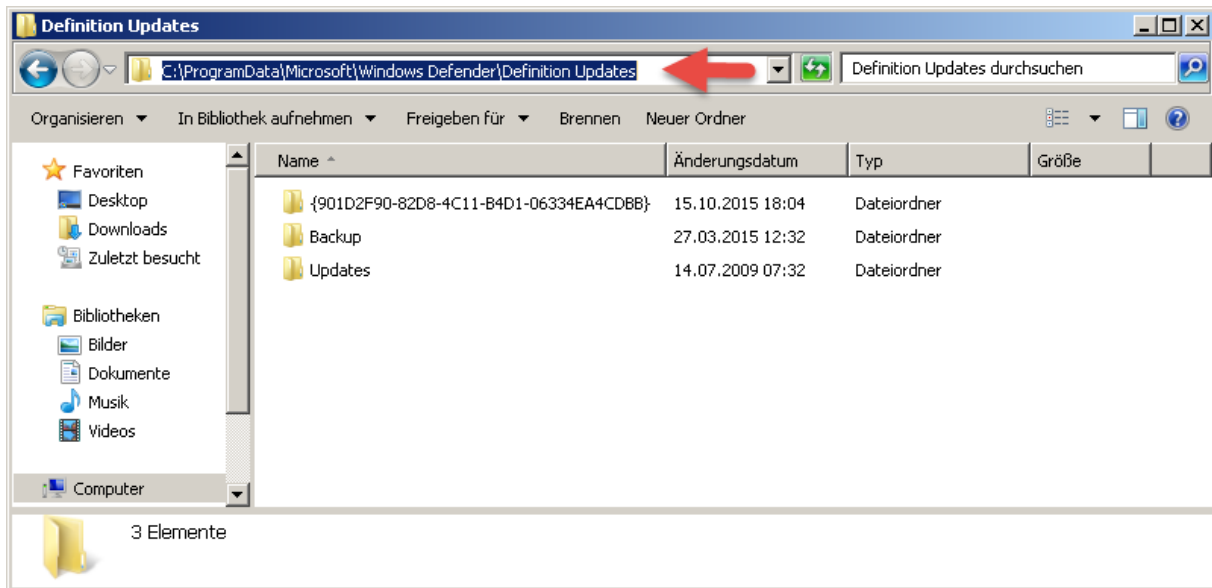 Definition Updates
C:\ProgramData\Microsoft\Windows Defender\Definition Updates
Definition Updates durchsuchen
Organisieren In Bibliothek aufnehmen Freigeben für Brennen Neuer Ordner
Favoriten
Desktop
Downloads
Zuletzt besucht
Bibliotheken
Bilder
Dokumente
Musik
Videos
Computer
Name Änderungsdatum Typ Größe
{901D2F90-82D8-4C11-B4D1-06334EA4CDBB} 15.10.2015 18:04 Dateiordner
Backup 27.03.2015 12:32 Dateiordner
Updates 14.07.2009 07:32 Dateiordner
3 Elemente